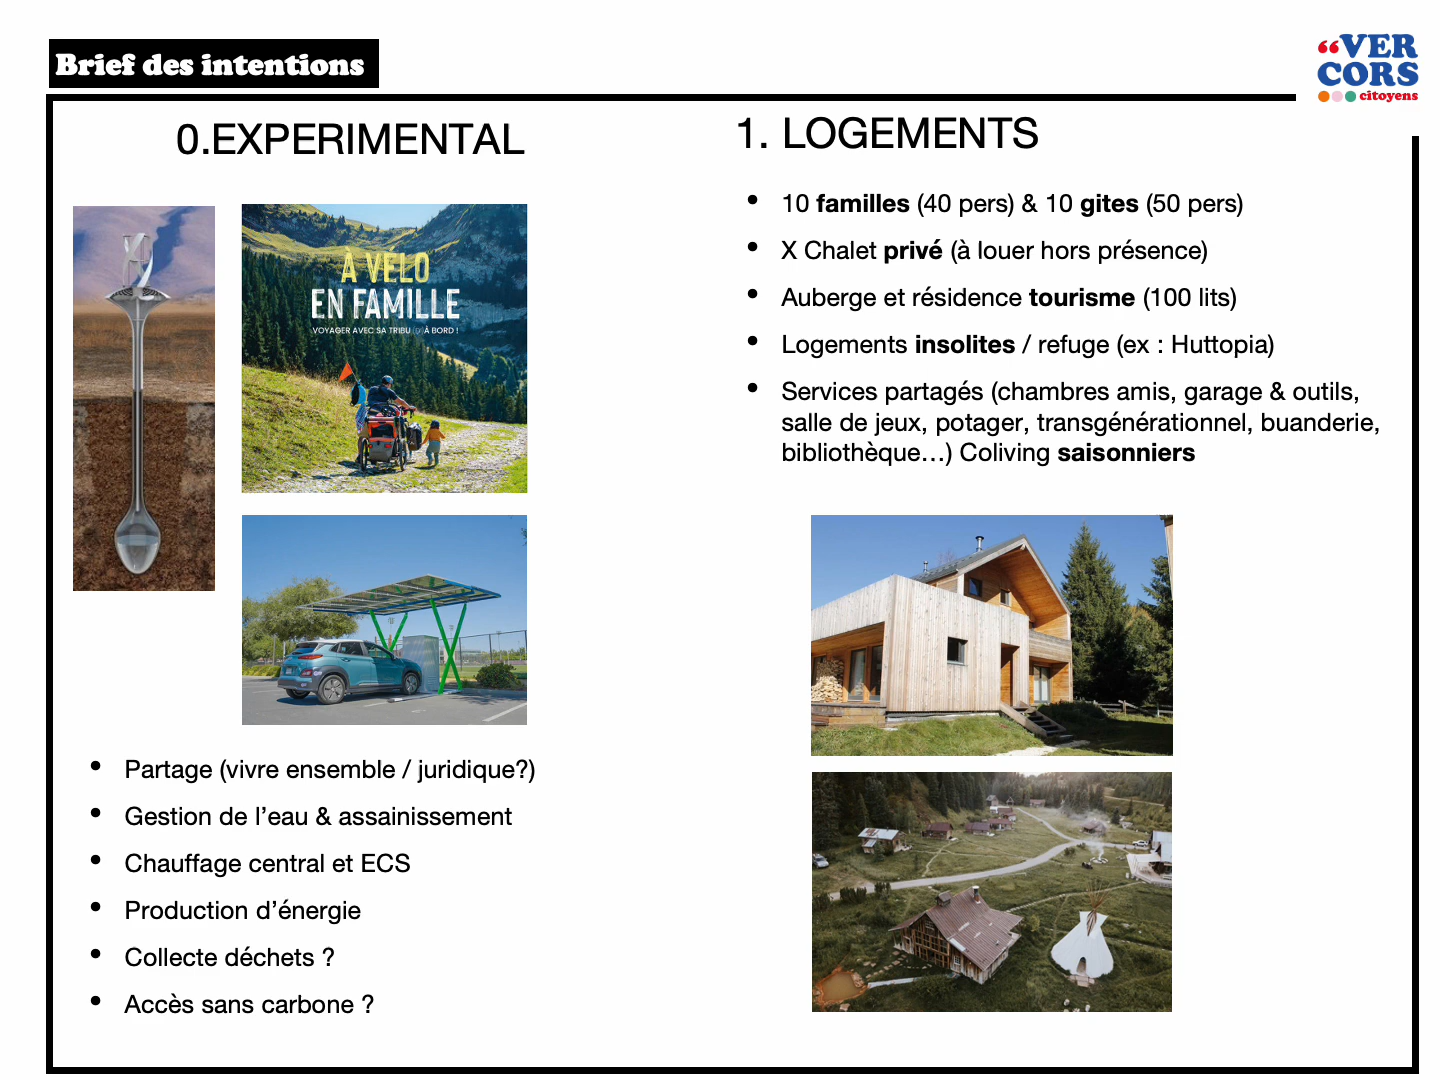 Brief des intentions
“VER
CORS
citoyens
0.EXPERIMENTAL
À VÉLO
EN FAMILLE
VOYAGER AVEC SA TRIBU À BORD !
• Partage (vivre ensemble / juridique?)
• Gestion de l’eau & assainissement
• Chauffage central et ECS
• Production d’énergie
• Collecte déchets ?
• Accès sans carbone ?
1. LOGEMENTS
• 10 familles (40 pers) & 10 gites (50 pers)
• X Chalet privé (à louer hors présence)
• Auberge et résidence tourisme (100 lits)
• Logements insolites / refuge (ex : Huttopia)
• Services partagés (chambres amis, garage & outils,
salle de jeux, potager, transgénérationnel, buanderie,
bibliothèque…) Coliving saisonniers